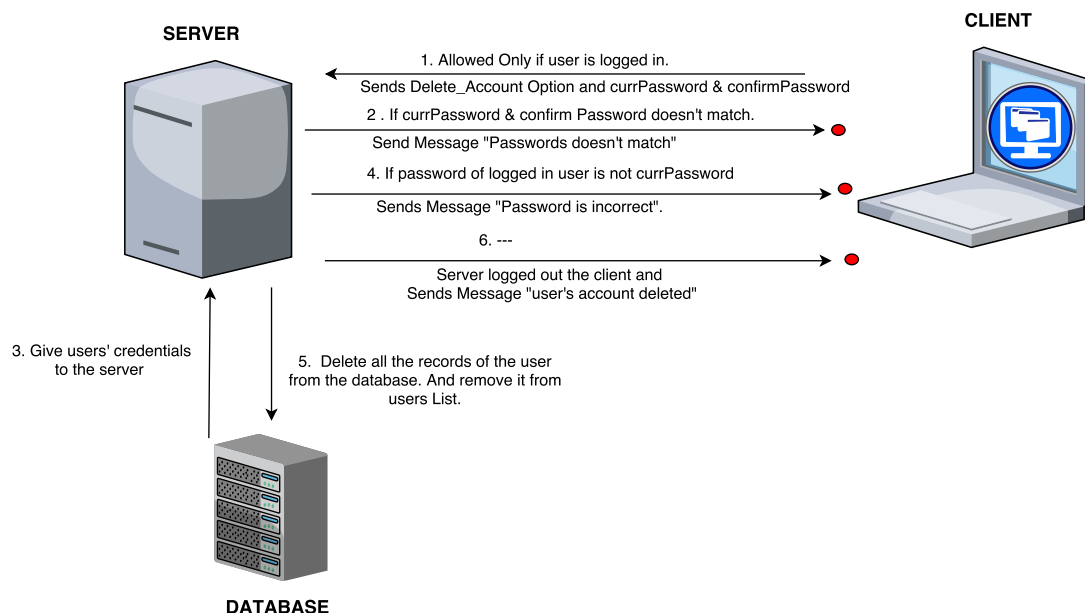 SERVER
CLIENT
1. Allowed Only if user is logged in.
Sends Delete_Account Option and currPassword & confirmPassword
2 . If currPassword & confirm Password doesn't match.
Send Message "Passwords doesn't match"
4. If password of logged in user is not currPassword
Sends Message "Password is incorrect".
6. ---
Server logged out the client and
Sends Message "user's account deleted"
3. Give users' credentials
to the server
5.  Delete all the records of the user
from the database. And remove it from
users List.
DATABASE